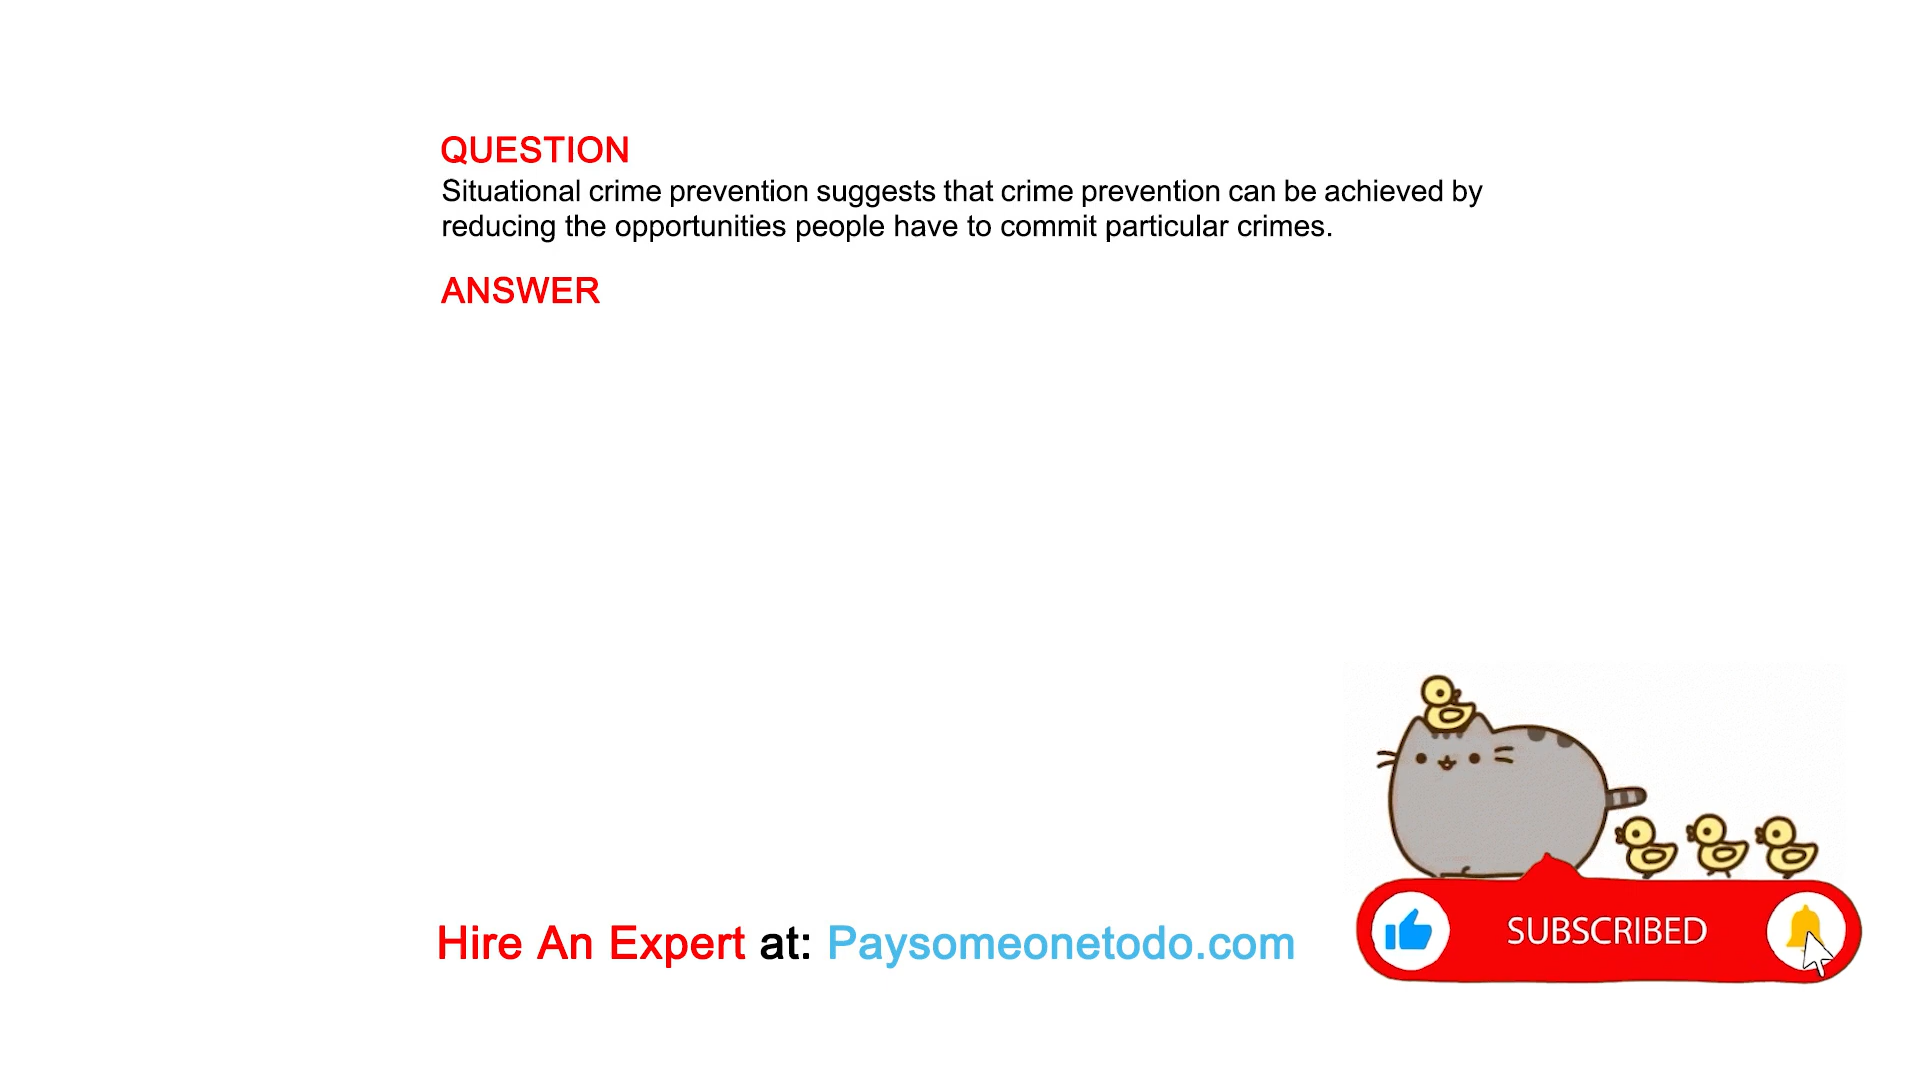 QUESTION
Situational crime prevention suggests that crime prevention can be achieved by
reducing the opportunities people have to commit particular crimes.
ANSWER
Hire An Expert at: Paysomeonetodo.com
SUBSCRIBED